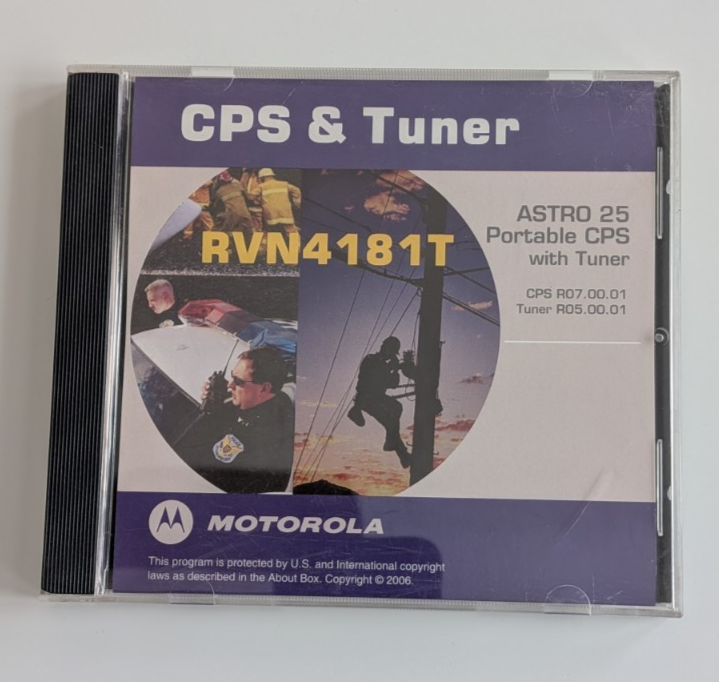 CPS & Tuner
RVN4181T
ASTRO 25
Portable CPS
with Tuner
CPS R07.00.01
Tuner R05.00.01
MOTOROLA
This program is protected by U.S. and International copyright
laws as described in the About Box. Copyright © 2006.